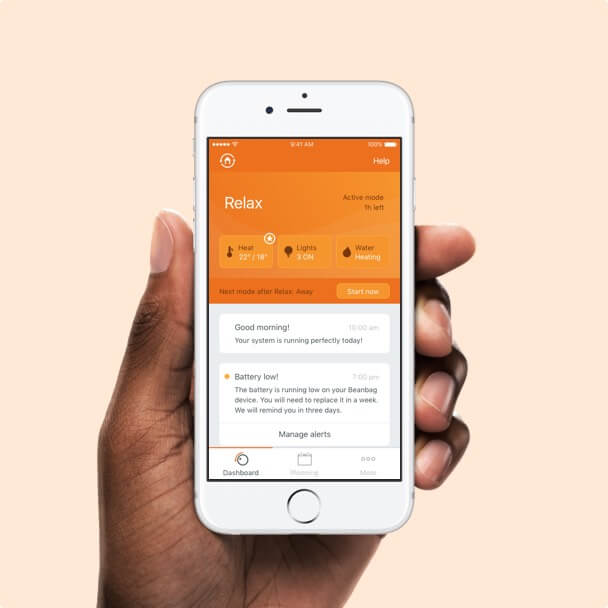 9:41 AM 100%
Help
Relax
Active mode
1h left
Heat
22° / 18°
Lights
3 ON
Water
Heating
Next mode after Relax: Away
Start now
Good morning! 10:00 am
Your system is running perfectly today!
Battery low! 7:00 pm
The battery is running low on your Beanbag
device. You will need to replace it in a week.
We will remind you in three days.
Manage alerts
Dashboard
More